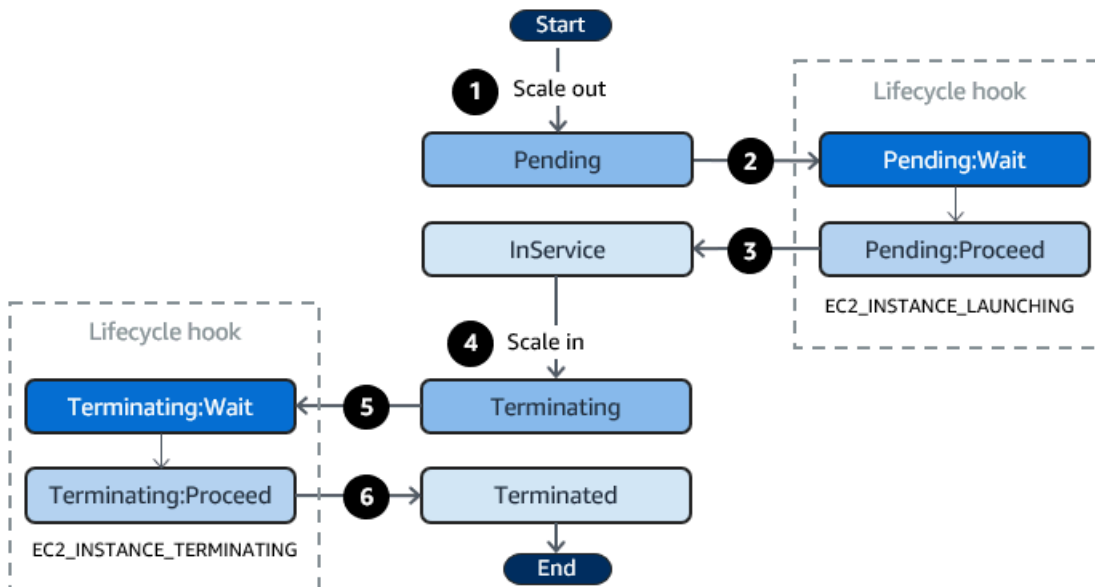 Start
1 Scale out
Lifecycle hook
Pending 2 Pending:Wait
InService 3 Pending:Proceed
EC2_INSTANCE_LAUNCHING
Lifecycle hook
4 Scale in
Terminating:Wait 5 Terminating
Terminating:Proceed 6 Terminated
EC2_INSTANCE_TERMINATING
End